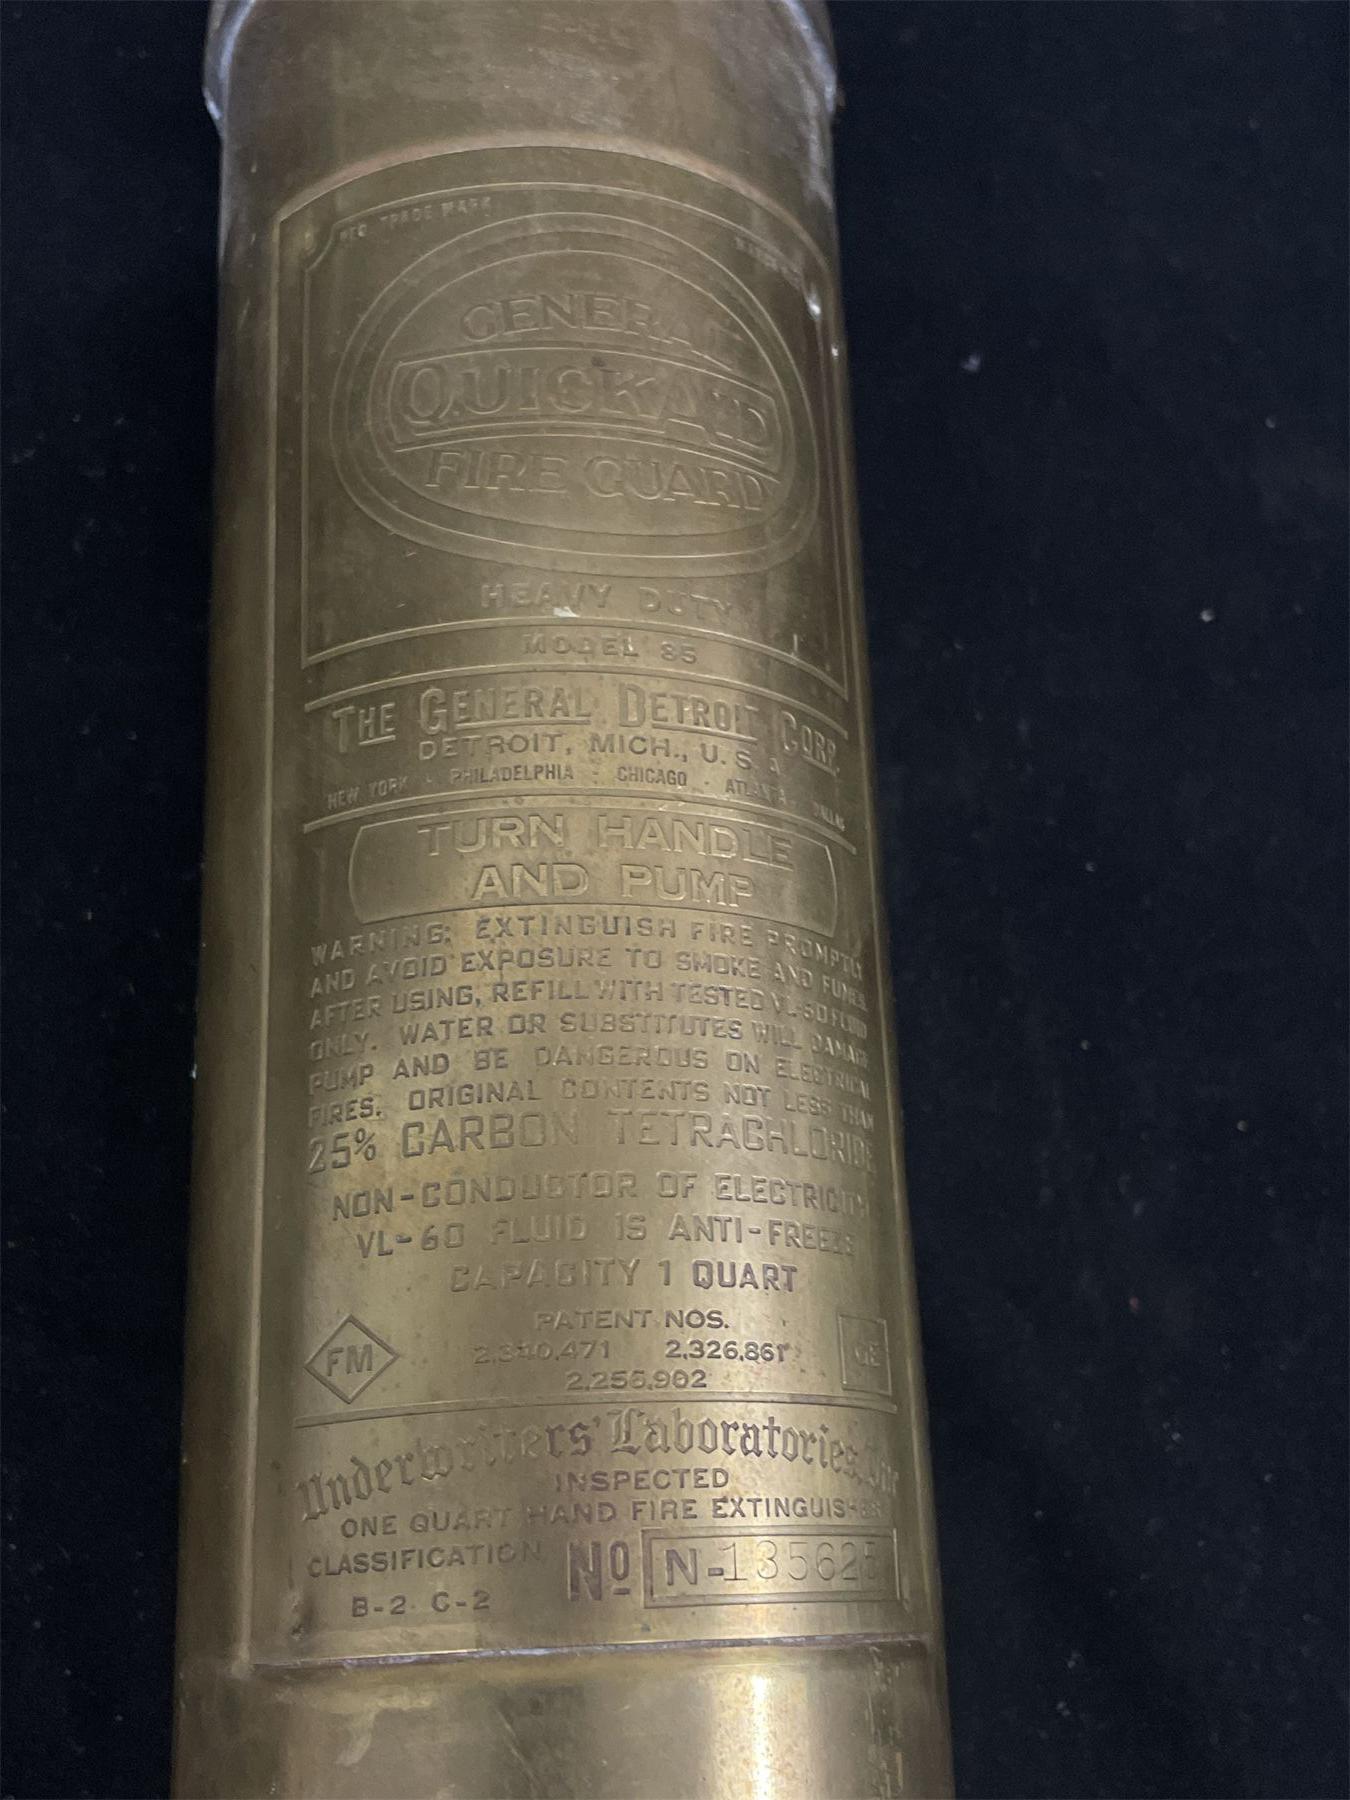 REG. TRADE MARK
GENERAL
QUICK AID
FIRE GUARD
HEAVY DUTY
MODEL 85
THE GENERAL DETROIT CORP.
DETROIT, MICH., U.S.A.
NEW YORK - PHILADELPHIA - CHICAGO - ATLANTA - DALLAS
TURN HANDLE
AND PUMP
WARNING: EXTINGUISH FIRE PROMPTLY
AND AVOID EXPOSURE TO SMOKE AND FUMES.
AFTER USING, REFILL WITH TESTED VL-60 FLUID
ONLY. WATER OR SUBSTITUTES WILL DAMAGE
PUMP AND BE DANGEROUS ON ELECTRICAL
FIRES. ORIGINAL CONTENTS NOT LESS THAN
25% CARBON TETRACHLORIDE
NON-CONDUCTOR OF ELECTRICITY
VL-60 FLUID IS ANTI-FREEZE
CAPACITY 1 QUART
PATENT NOS.
FM 2,340,471 2,326,861 GE
2,256,902
Underwriters' Laboratories, Inc
INSPECTED
ONE QUART HAND FIRE EXTINGUISHER
CLASSIFICATION No N-135625
B-2 C-2